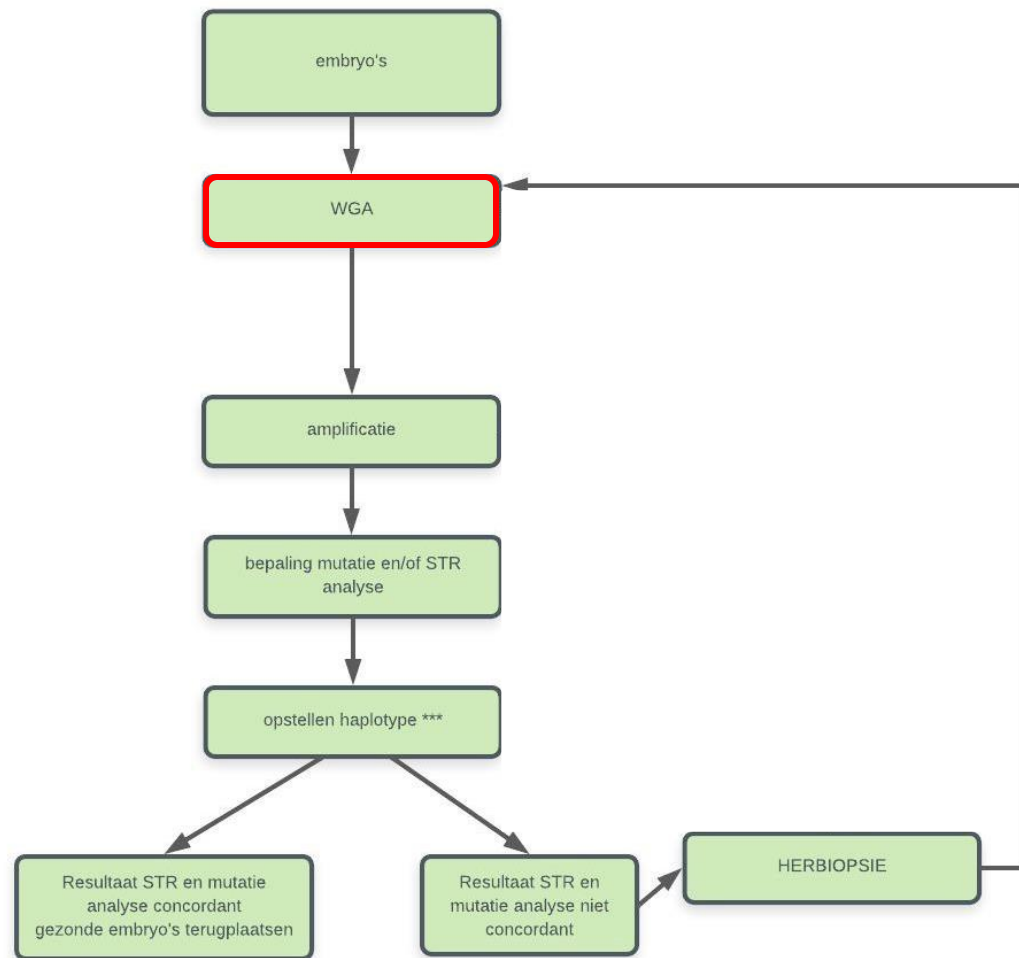 embryo's
WGA
amplificatie
bepaling mutatie en/of STR
analyse
opstellen haplotype ***
Resultaat STR en mutatie
analyse concordant
gezonde embryo's terugplaatsen
Resultaat STR en
mutatie analyse niet
concordant
HERBIOPSIE